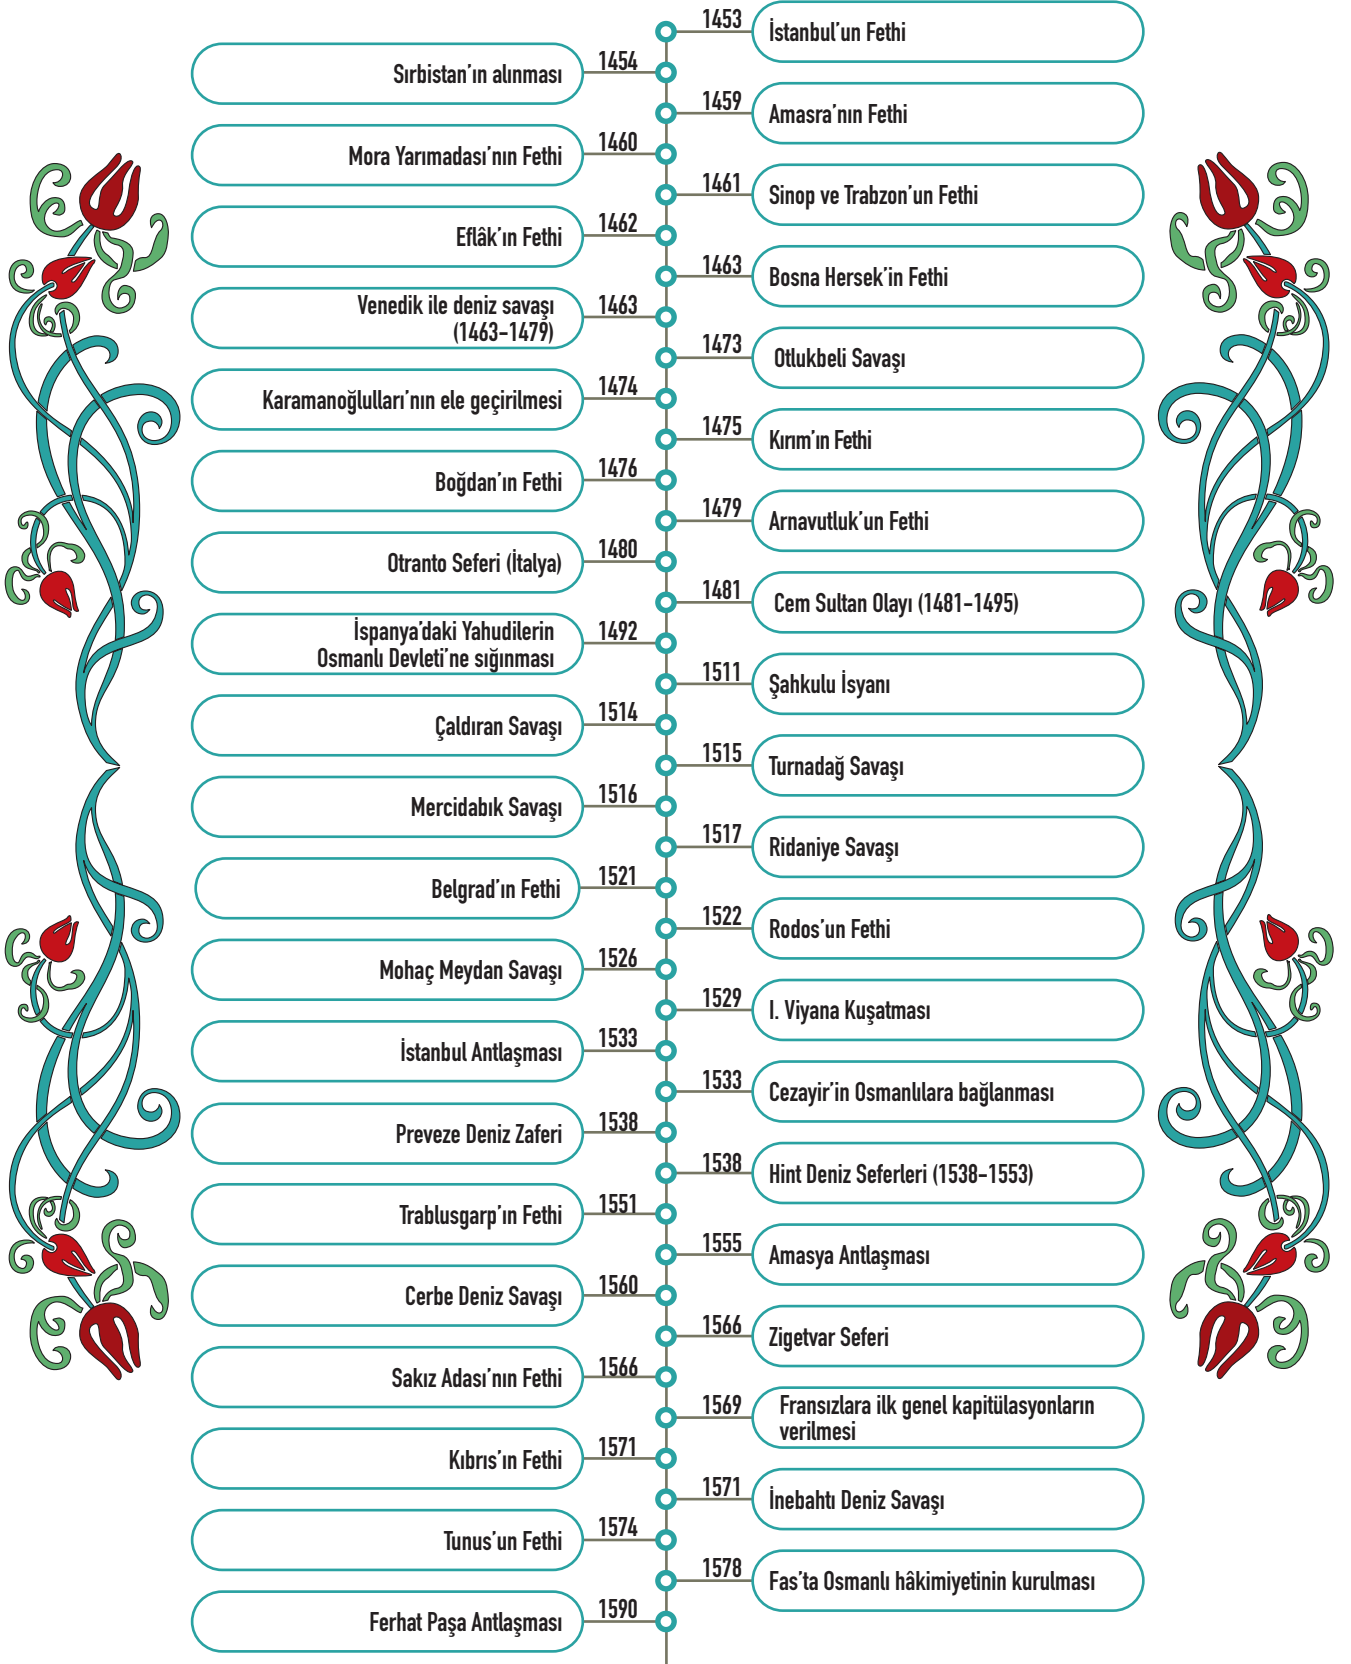 1453
İstanbul'un Fethi
Sırbistan'ın alınması
1454
1459
Amasra'nın Fethi
Mora Yarımadası'nın Fethi
1460
1461
Sinop ve Trabzon'un Fethi
Eflâk'ın Fethi
1462
1463
Bosna Hersek'in Fethi
Venedik ile deniz savaşı
(1463-1479)
1463
1473
Otlukbeli Savaşı
Karamanoğlulları'nın ele geçirilmesi
1474
1475
Kırım'ın Fethi
Boğdan'ın Fethi
1476
1479
Arnavutluk'un Fethi
Otranto Seferi (İtalya)
1480
1481
Cem Sultan Olayı (1481-1495)
İspanya'daki Yahudilerin
Osmanlı Devleti'ne sığınması
1492
1511
Şahkulu İsyanı
Çaldıran Savaşı
1514
1515
Turnadağ Savaşı
Mercidabık Savaşı
1516
1517
Ridaniye Savaşı
Belgrad'ın Fethi
1521
1522
Rodos'un Fethi
Mohaç Meydan Savaşı
1526
1529
I. Viyana Kuşatması
İstanbul Antlaşması
1533
1533
Cezayir'in Osmanlılara bağlanması
Preveze Deniz Zaferi
1538
1538
Hint Deniz Seferleri (1538-1553)
Trablusgarp'ın Fethi
1551
1555
Amasya Antlaşması
Cerbe Deniz Savaşı
1560
1566
Zigetvar Seferi
Sakız Adası'nın Fethi
1566
1569
Fransızlara ilk genel kapitülasyonların
verilmesi
Kıbrıs'ın Fethi
1571
1571
İnebahtı Deniz Savaşı
Tunus'un Fethi
1574
1578
Fas'ta Osmanlı hâkimiyetinin kurulması
Ferhat Paşa Antlaşması
1590